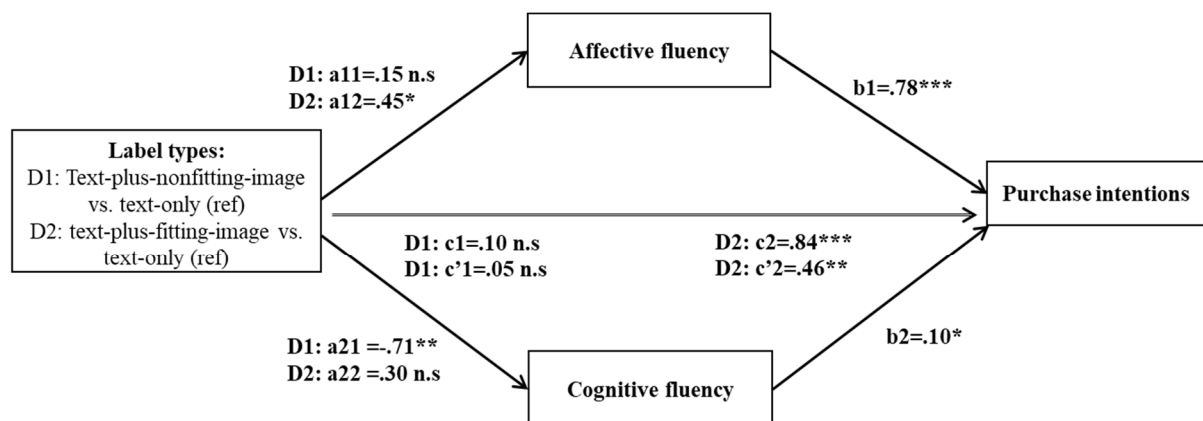 Affective fluency
D1: a11=.15 n.s
D2: a12=.45*
b1=.78***
Label types:
D1: Text-plus-nonfitting-image
vs. text-only (ref)
D2: text-plus-fitting-image vs.
text-only (ref)
Purchase intentions
D1: c1=.10 n.s
D1: c'1=.05 n.s
D2: c2=.84***
D2: c'2=.46**
D1: a21 =-.71**
D2: a22 =.30 n.s
b2=.10*
Cognitive fluency